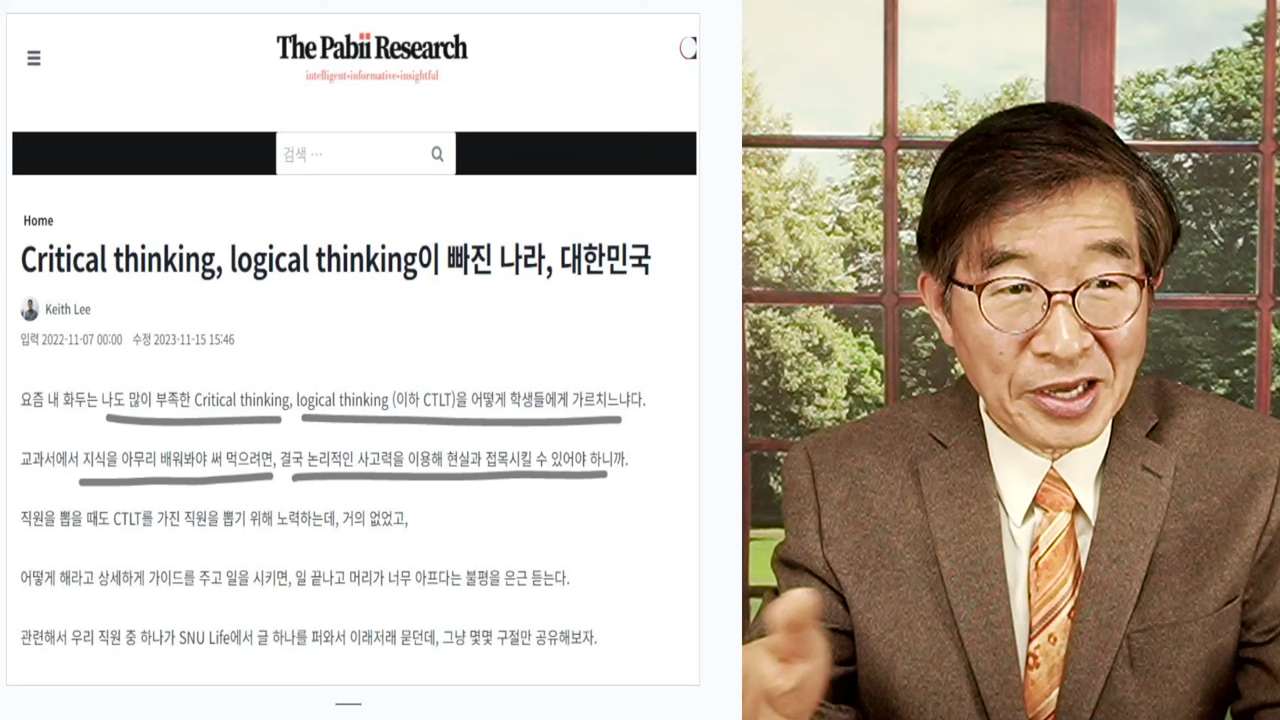 The Pabii Research
intelligent•informative•insightful
검색 …
Home
Critical thinking, logical thinking이 빠진 나라, 대한민국
Keith Lee
입력 2022-11-07 00:00 수정 2023-11-15 15:46
요즘 내 화두는 나도 많이 부족한 Critical thinking, logical thinking (이하 CTLT)을 어떻게 학생들에게 가르치느냐다.
교과서에서 지식을 아무리 배워봐야 써 먹으려면, 결국 논리적인 사고력을 이용해 현실과 접목시킬 수 있어야 하니까.
직원을 뽑을 때도 CTLT를 가진 직원을 뽑기 위해 노력하는데, 거의 없었고,
어떻게 해라고 상세하게 가이드를 주고 일을 시키면, 일 끝나고 머리가 너무 아프다는 불평을 은근 듣는다.
관련해서 우리 직원 중 하나가 SNU Life에서 글 하나를 퍼와서 이래저래 묻던데, 그냥 몇몇 구절만 공유해보자.